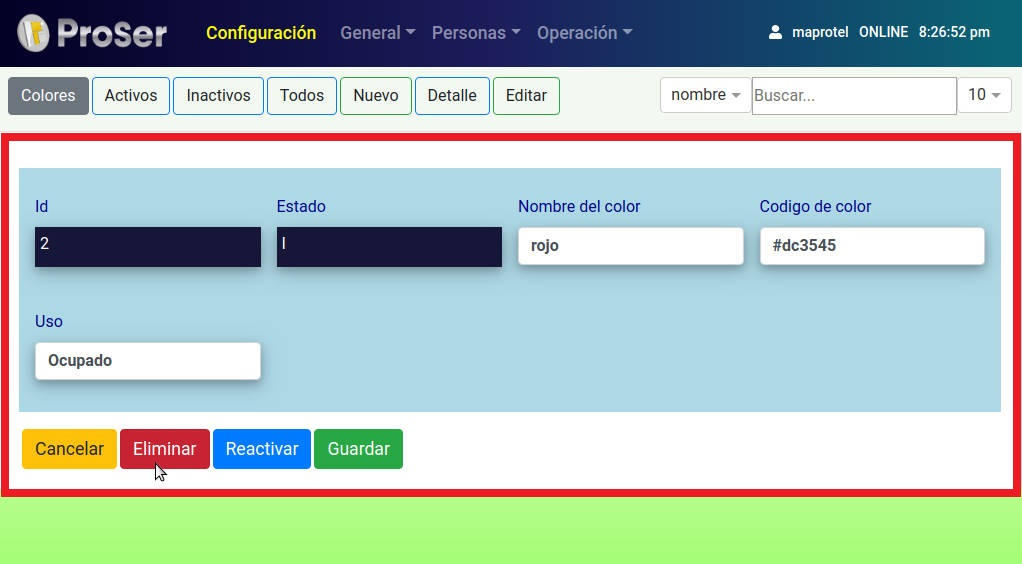 ProSer Configuración General Personas Operación maprotel ONLINE 8:26:52 pm
Colores Activos Inactivos Todos Nuevo Detalle Editar nombre Buscar... 10
Id Estado Nombre del color Codigo de color
2 I rojo #dc3545
Uso
Ocupado
Cancelar Eliminar Reactivar Guardar